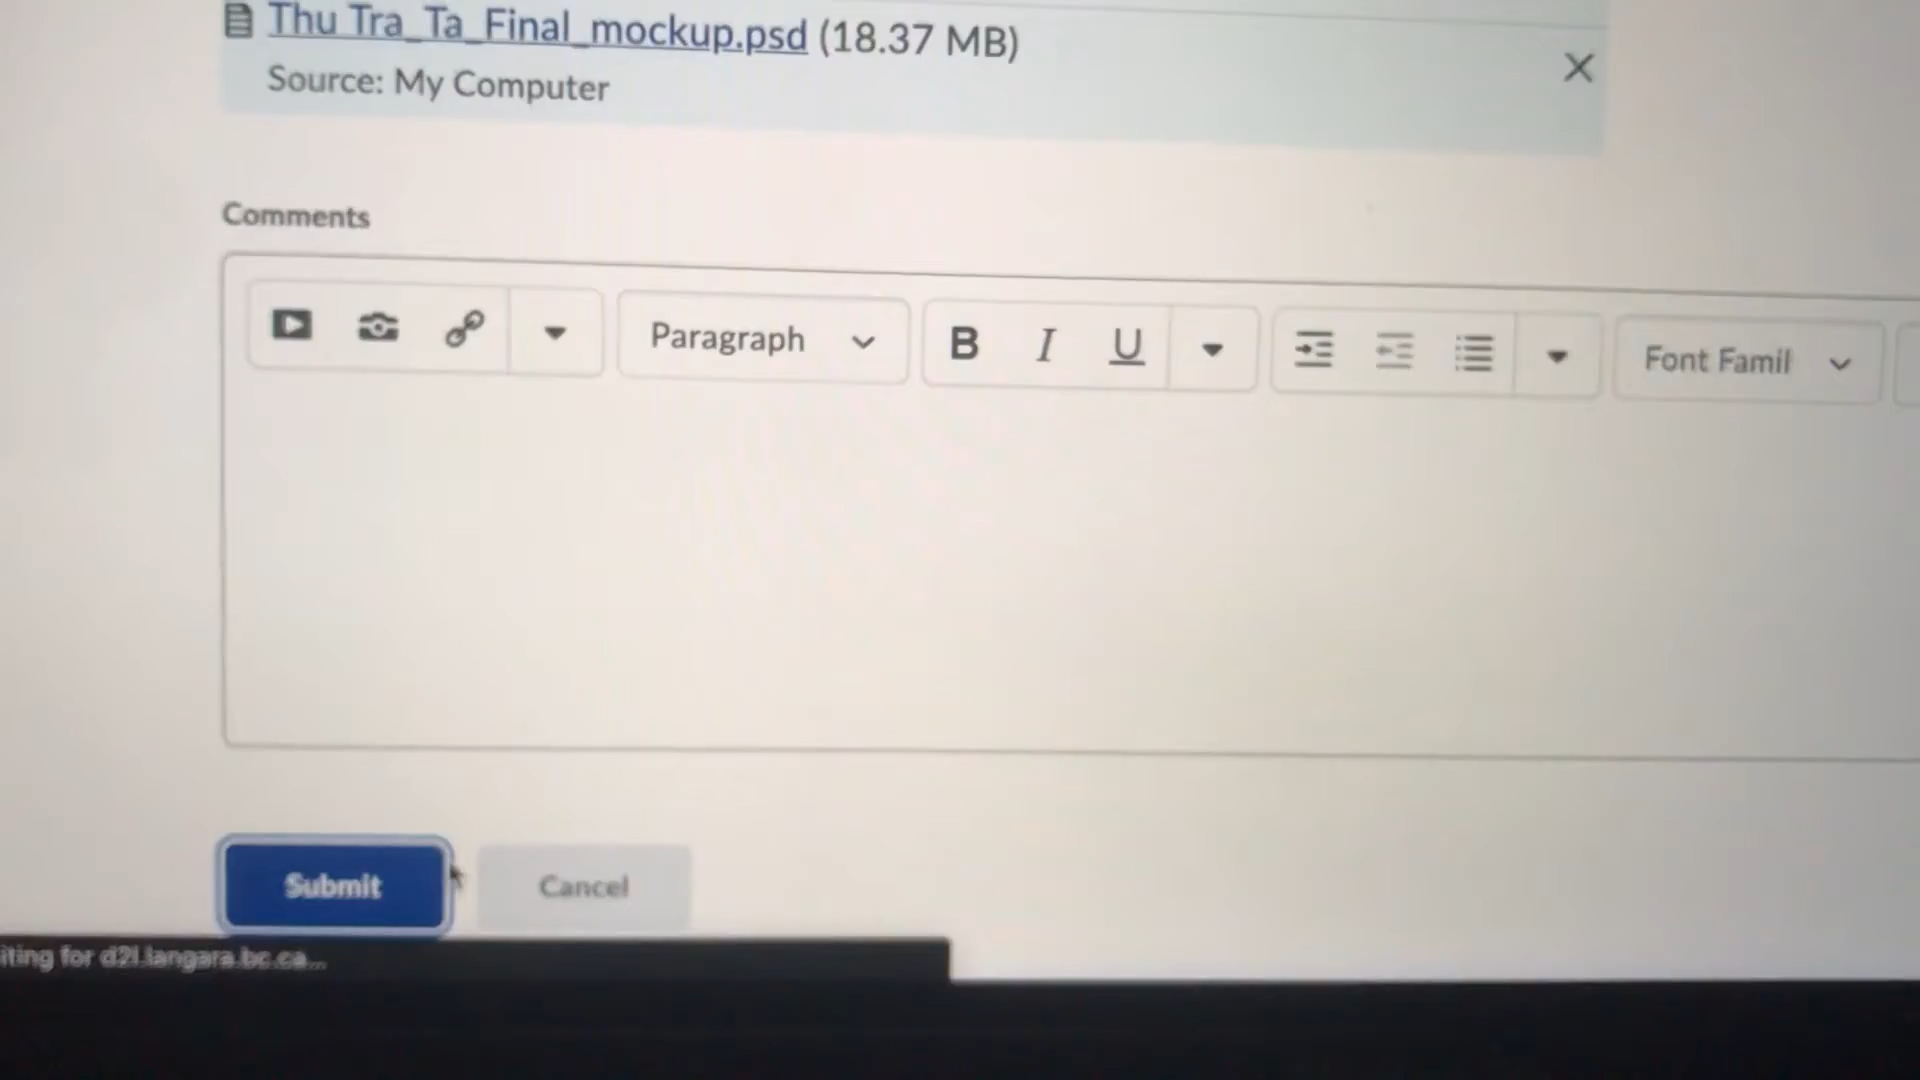 Thu Tra_Ta_Final_mockup.psd (18.37 MB)
Source: My Computer
Comments
Paragraph
B I U
Font Famil
Submit
Cancel
iting for d2l.langara.bc.ca...